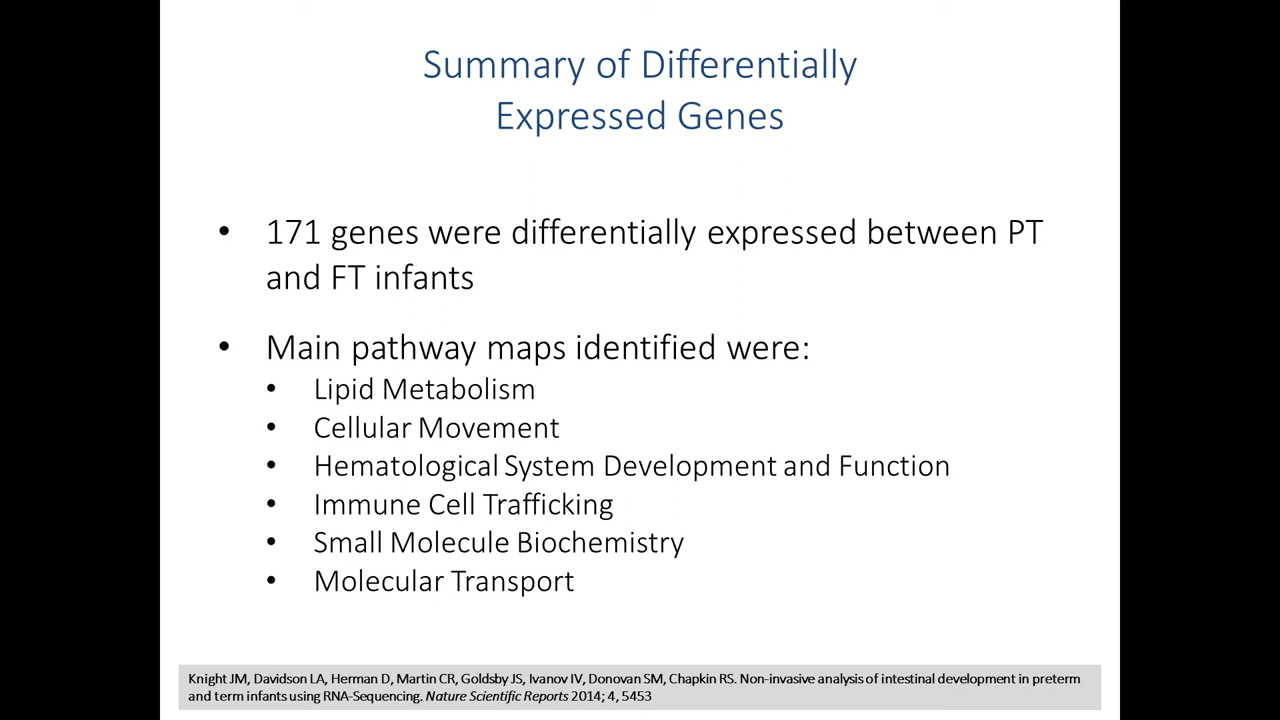 Summary of Differentially
Expressed Genes
• 171 genes were differentially expressed between PT
and FT infants
• Main pathway maps identified were:
• Lipid Metabolism
• Cellular Movement
• Hematological System Development and Function
• Immune Cell Trafficking
• Small Molecule Biochemistry
• Molecular Transport
Knight JM, Davidson LA, Herman D, Martin CR, Goldsby JS, Ivanov IV, Donovan SM, Chapkin RS. Non-invasive analysis of intestinal development in preterm
and term infants using RNA-Sequencing. Nature Scientific Reports 2014; 4, 5453